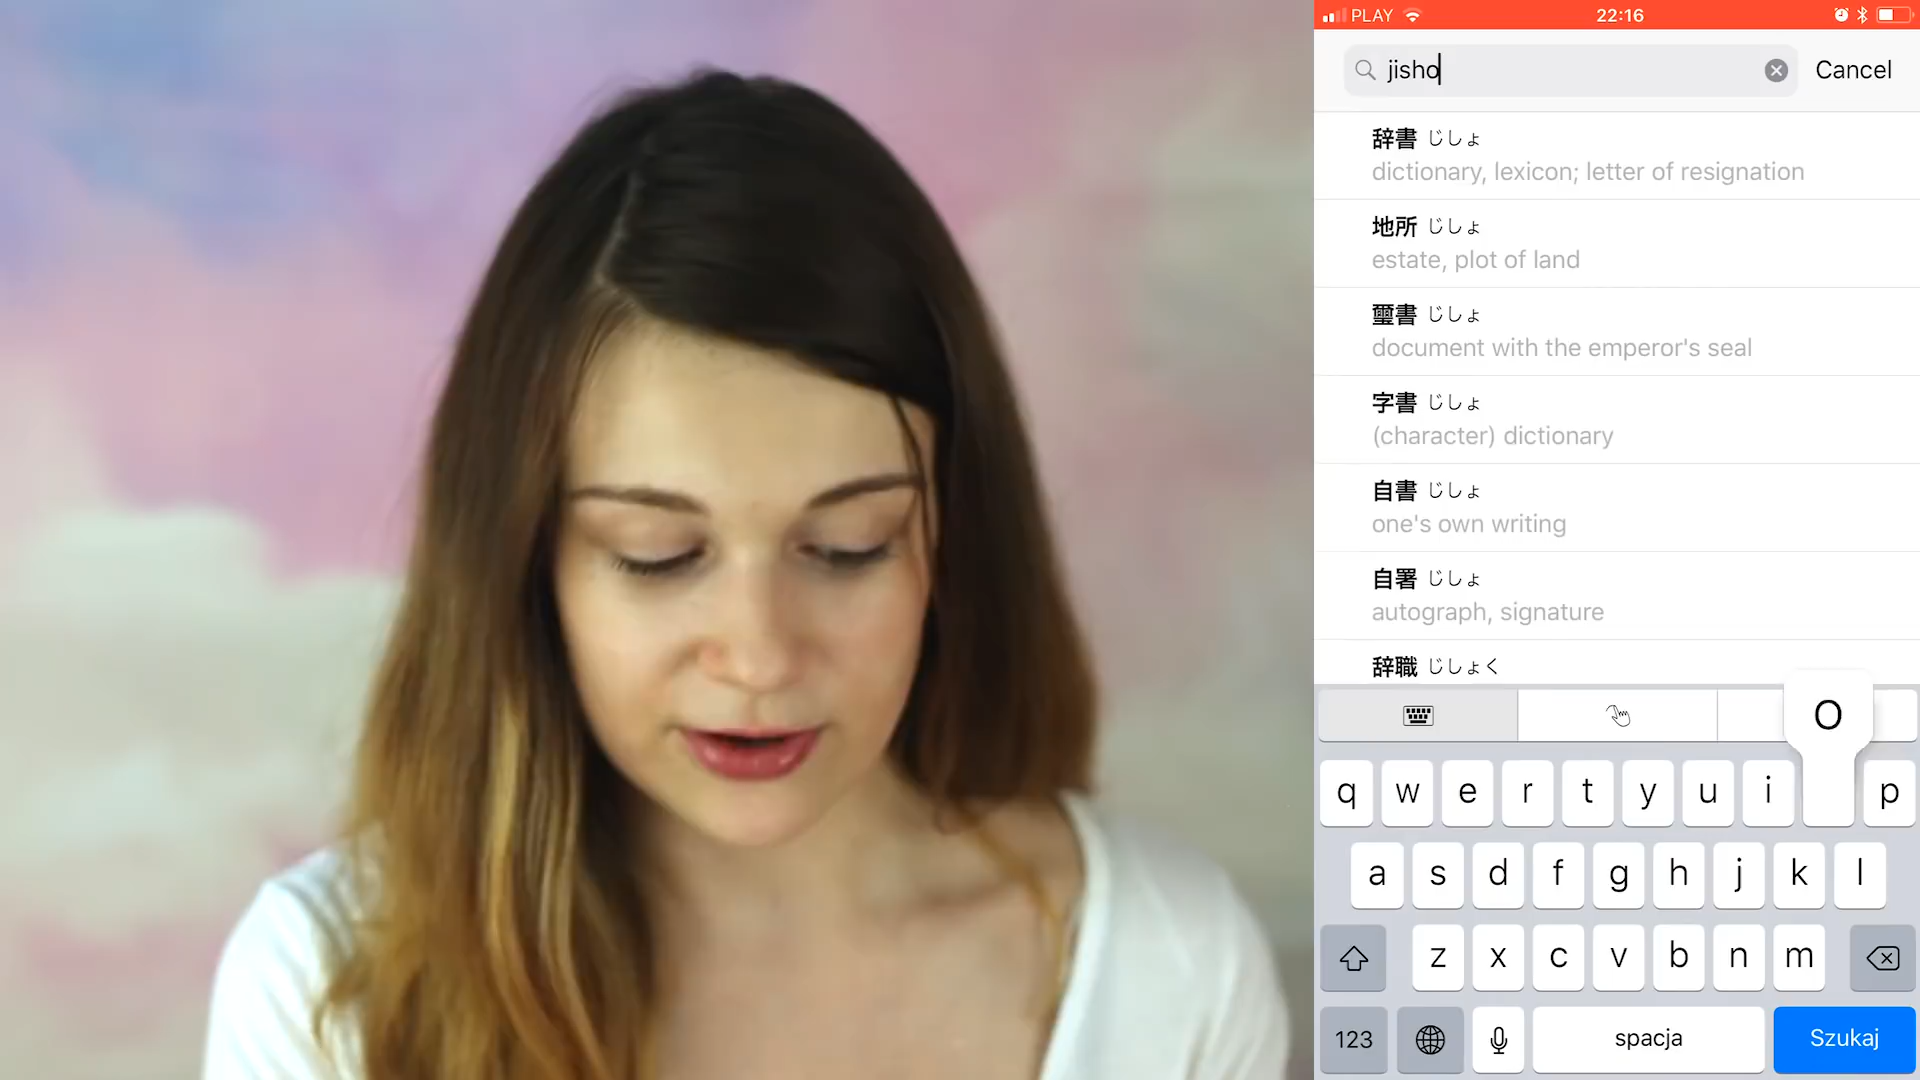 PLAY 22:16
jisho Cancel
辞書 じしょ
dictionary, lexicon; letter of resignation
地所 じしょ
estate, plot of land
璽書 じしょ
document with the emperor's seal
字書 じしょ
(character) dictionary
自書 じしょ
one's own writing
自署 じしょ
autograph, signature
辞職 じしょく
O
q w e r t y u i p
a s d f g h j k l
z x c v b n m
123 spacja Szukaj